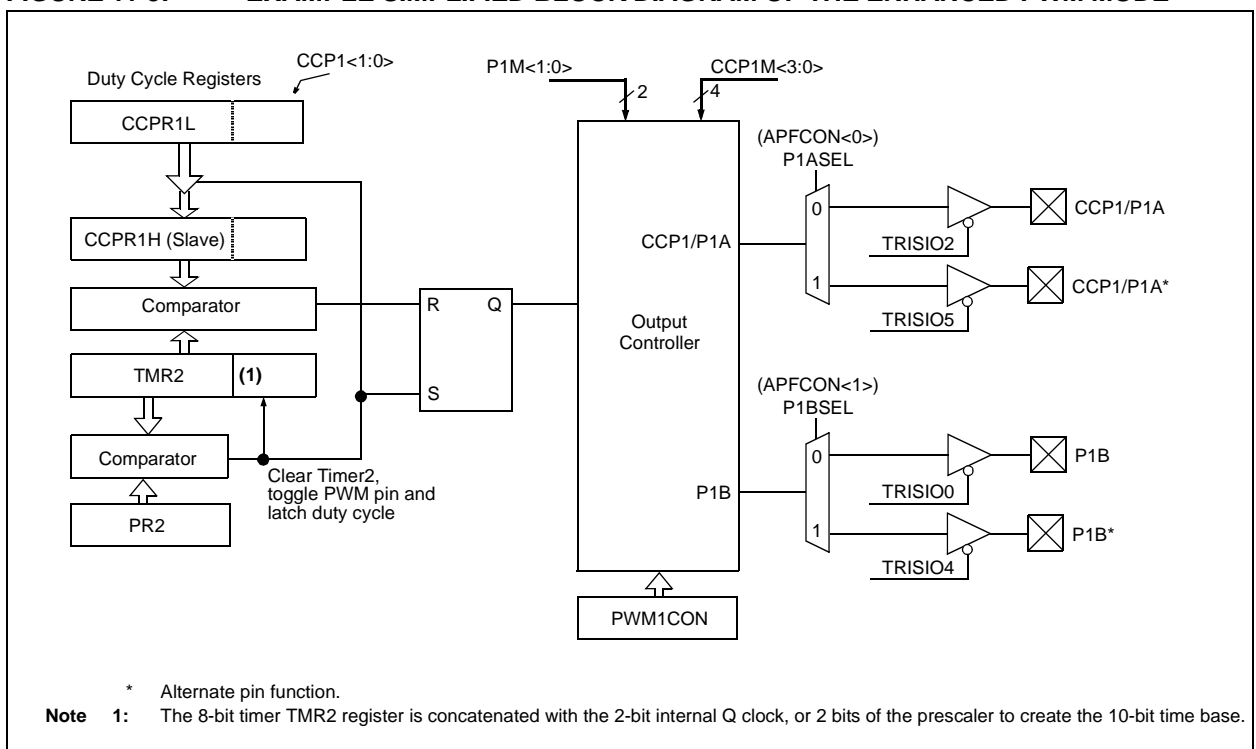 Duty Cycle Registers
CCP1<1:0>
CCPR1L
CCPR1H (Slave)
Comparator
TMR2
(1)
Comparator
PR2
Clear Timer2,
toggle PWM pin and
latch duty cycle
R
Q
S
P1M<1:0>
2
CCP1M<3:0>
4
CCP1/P1A
Output
Controller
P1B
PWM1CON
(APFCON<0>)
P1ASEL
0
1
TRISIO2
CCP1/P1A
TRISIO5
CCP1/P1A*
(APFCON<1>)
P1BSEL
0
1
TRISIO0
P1B
TRISIO4
P1B*
* Alternate pin function.
Note 1: The 8-bit timer TMR2 register is concatenated with the 2-bit internal Q clock, or 2 bits of the prescaler to create the 10-bit time base.